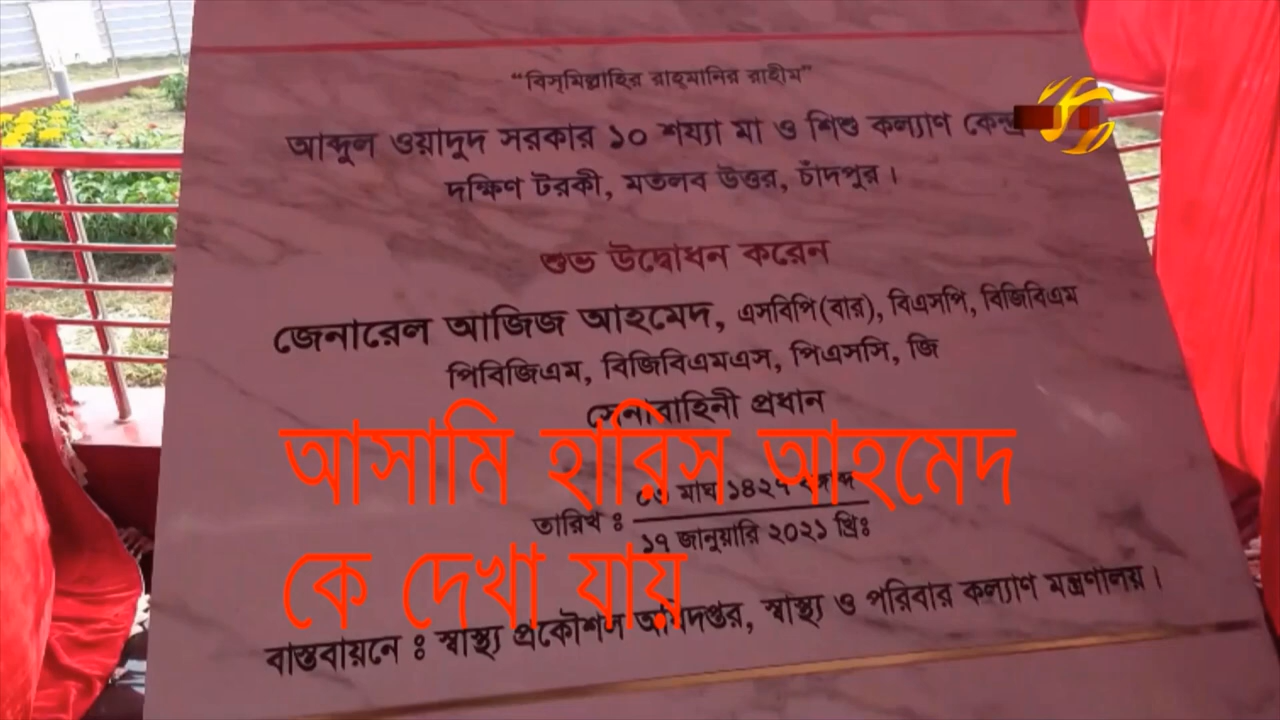 “বিস্‌মিল্লাহির রাহ্‌মানির রাহীম”
আব্দুল ওয়াদুদ সরকার ১০ শয্যা মা ও শিশু কল্যাণ কেন্দ্র
দক্ষিণ টরকী, মতলব উত্তর, চাঁদপুর।
শুভ উদ্বোধন করেন
জেনারেল আজিজ আহমেদ, এসবিপি(বার), বিএসপি, বিজিবিএম
পিবিজিএম, বিজিবিএমএস, পিএসসি, জি
সেনাবাহিনী প্রধান
আসামি হারিস আহমেদ
মাঘ ১৪২৭ বঙ্গাব্দ
তারিখ ঃ
১৭ জানুয়ারি ২০২১ খ্রিঃ
কে দেখা যায়
বাস্তবায়নে ঃ স্বাস্থ্য প্রকৌশল অধিদপ্তর, স্বাস্থ্য ও পরিবার কল্যাণ মন্ত্রণালয়।